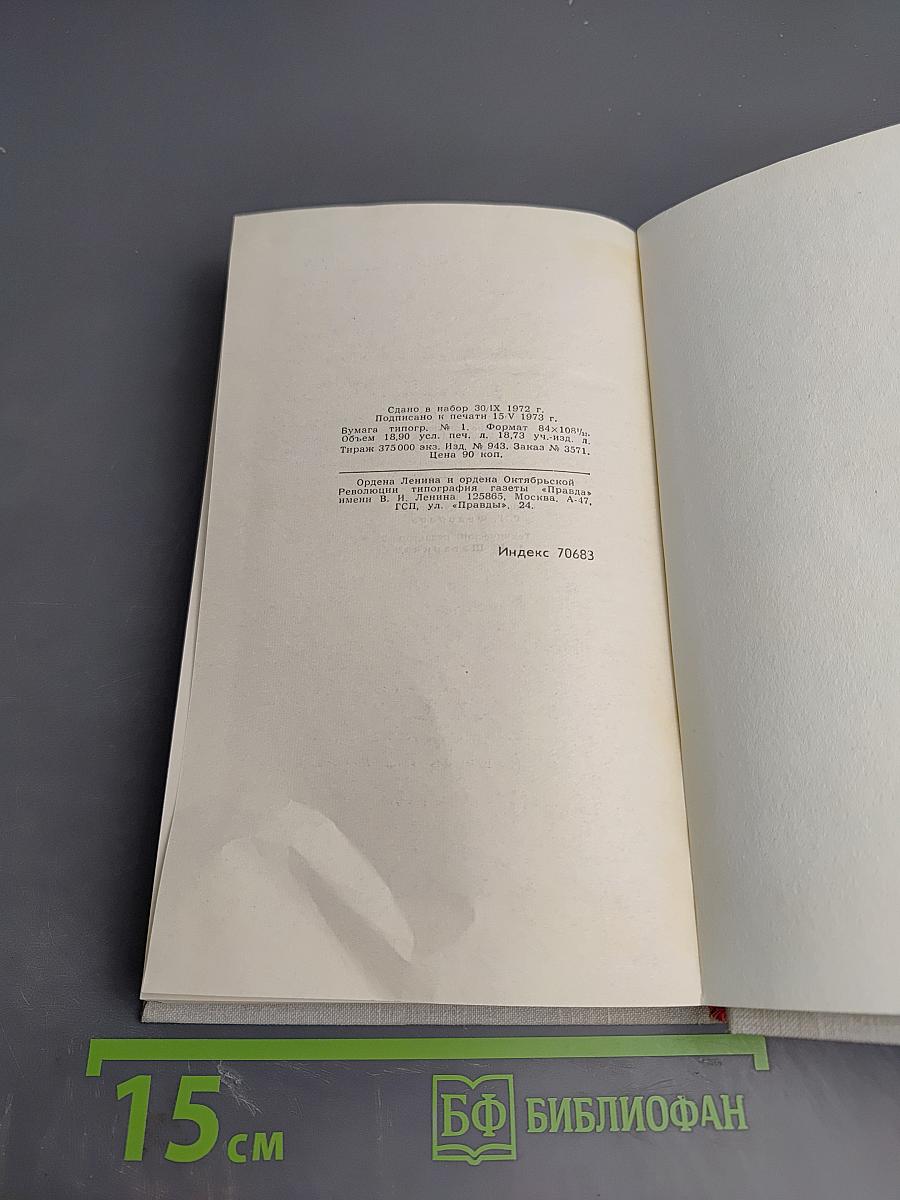 Сдано в набор 30/IX 1972 г.
Подписано к печати 15/V 1973 г.
Бумага типогр. № 1. Формат 84×108¹/₃₂.
Объем 18,90 усл. печ. л. 18,73 уч.-изд. л.
Тираж 375000 экз. Изд. № 943. Заказ № 3571.
Цена 90 коп.
Ордена Ленина и ордена Октябрьской
Революции типография газеты «Правда»
имени В. И. Ленина 125865, Москва, А-47,
ГСП, ул. «Правды», 24.
Индекс 70683
15 см
БФ БИБЛИОФАН